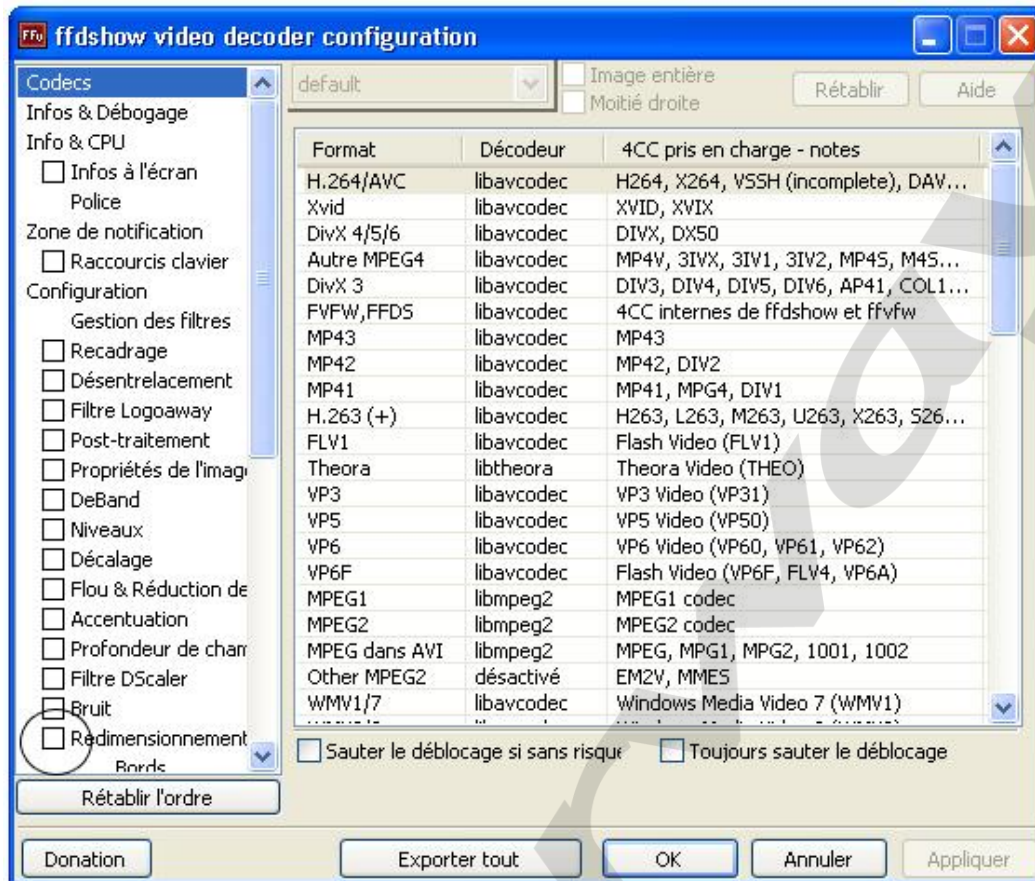 FFv ffdshow video decoder configuration
Codecs
Infos & Débogage
Info & CPU
Infos à l'écran
Police
Zone de notification
Raccourcis clavier
Configuration
Gestion des filtres
Recadrage
Désentrelacement
Filtre Logoaway
Post-traitement
Propriétés de l'imag
DeBand
Niveaux
Décalage
Flou & Réduction de
Accentuation
Profondeur de cham
Filtre DScaler
Bruit
Redimensionnement
Bords
Rétablir l'ordre
default
Image entière
Moitié droite
Rétablir
Aide
Format Décodeur 4CC pris en charge - notes
H.264/AVC libavcodec H264, X264, VSSH (incomplete), DAV...
Xvid libavcodec XVID, XVIX
DivX 4/5/6 libavcodec DIVX, DX50
Autre MPEG4 libavcodec MP4V, 3IVX, 3IV1, 3IV2, MP4S, M4S...
DivX 3 libavcodec DIV3, DIV4, DIV5, DIV6, AP41, COL1...
FVFW,FFDS libavcodec 4CC internes de ffdshow et ffvfw
MP43 libavcodec MP43
MP42 libavcodec MP42, DIV2
MP41 libavcodec MP41, MPG4, DIV1
H.263 (+) libavcodec H263, L263, M263, U263, X263, S26...
FLV1 libavcodec Flash Video (FLV1)
Theora libtheora Theora Video (THEO)
VP3 libavcodec VP3 Video (VP31)
VP5 libavcodec VP5 Video (VP50)
VP6 libavcodec VP6 Video (VP60, VP61, VP62)
VP6F libavcodec Flash Video (VP6F, FLV4, VP6A)
MPEG1 libmpeg2 MPEG1 codec
MPEG2 libmpeg2 MPEG2 codec
MPEG dans AVI libmpeg2 MPEG, MPG1, MPG2, 1001, 1002
Other MPEG2 désactivé EM2V, MMES
WMV1/7 libavcodec Windows Media Video 7 (WMV1)
Sauter le déblocage si sans risque
Toujours sauter le déblocage
Donation
Exporter tout
OK
Annuler
Appliquer